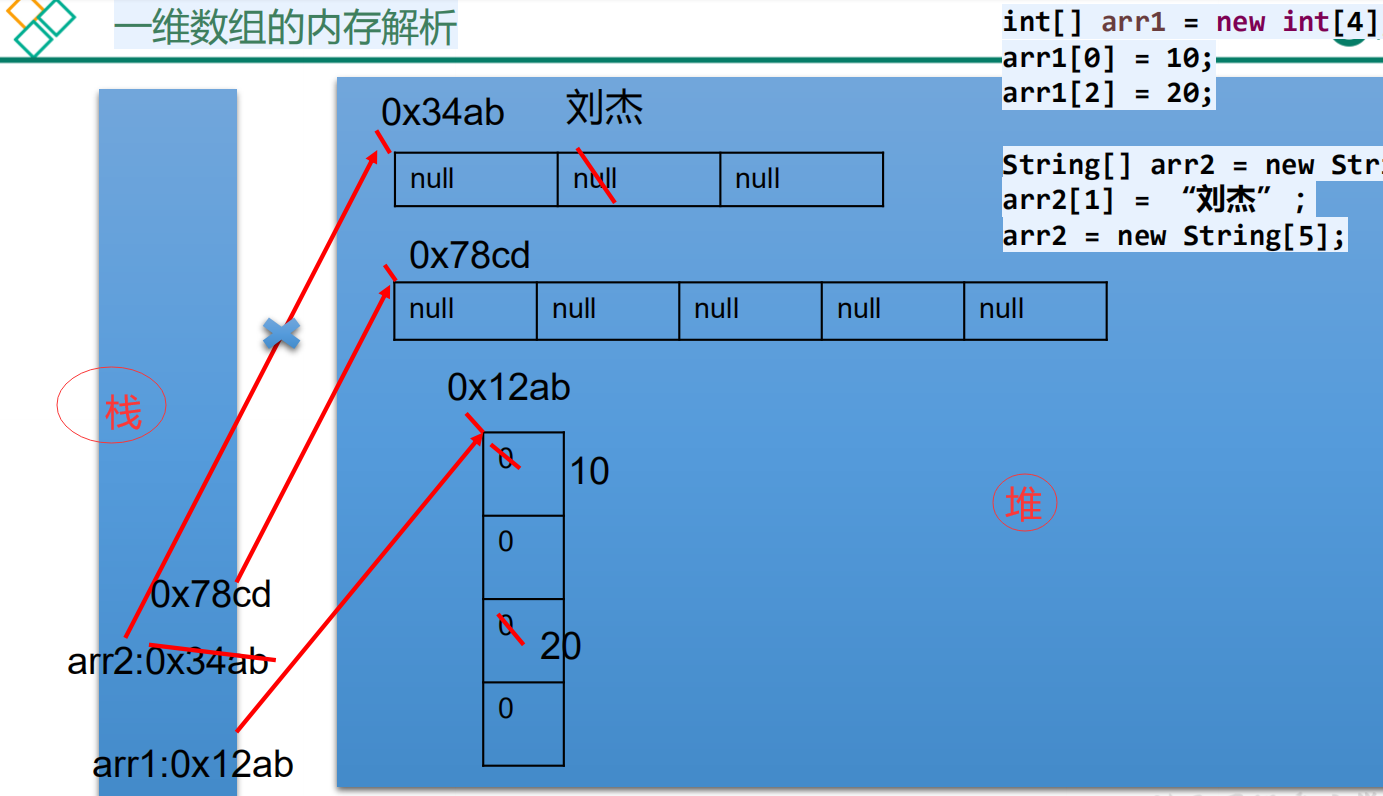 一维数组的内存解析
int[] arr1 = new int[4]
arr1[0] = 10;
arr1[2] = 20;
String[] arr2 = new Stri
arr2[1] = “刘杰” ;
arr2 = new String[5];
0x34ab 刘杰
null null null
0x78cd
null null null null null
0x12ab
0 10
0
0 20
0
栈
堆
0x78cd
arr2:0x34ab
arr1:0x12ab